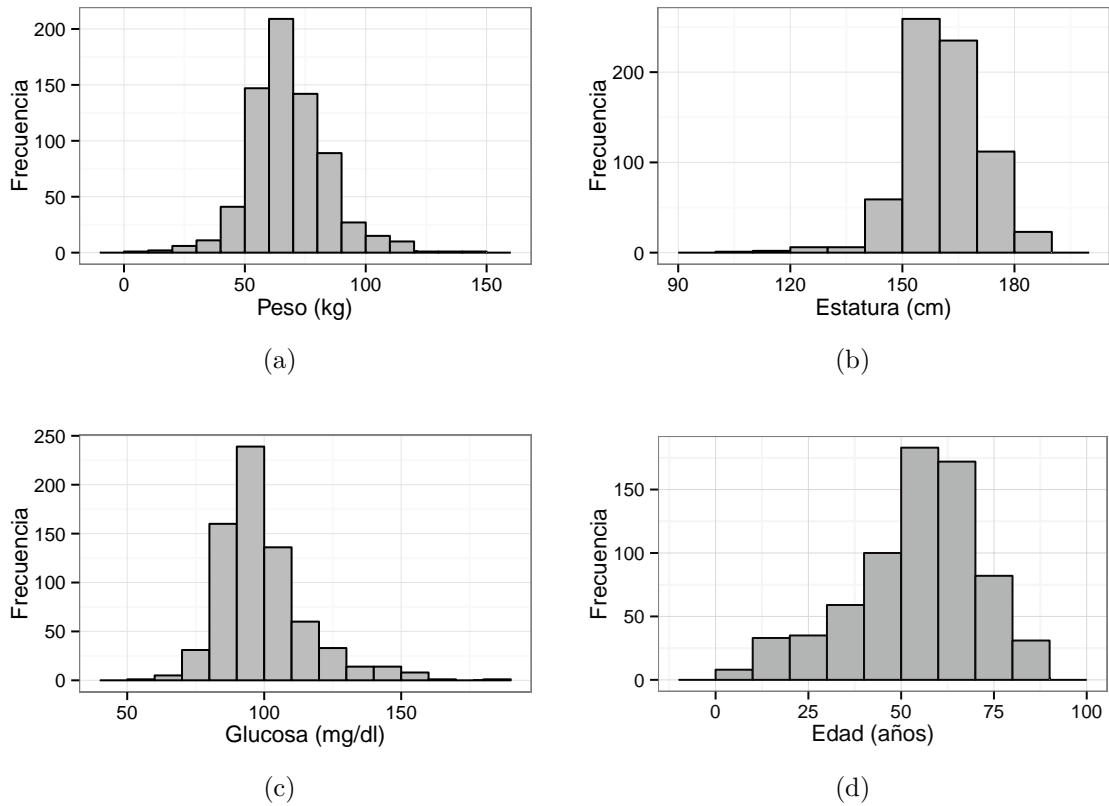 200
150
100
50
0
Frecuencia
0 50 100 150
Peso (kg)
(a)
200
100
0
Frecuencia
90 120 150 180
Estatura (cm)
(b)
250
200
150
100
50
0
Frecuencia
50 100 150
Glucosa (mg/dl)
(c)
150
100
50
0
Frecuencia
0 25 50 75 100
Edad (años)
(d)